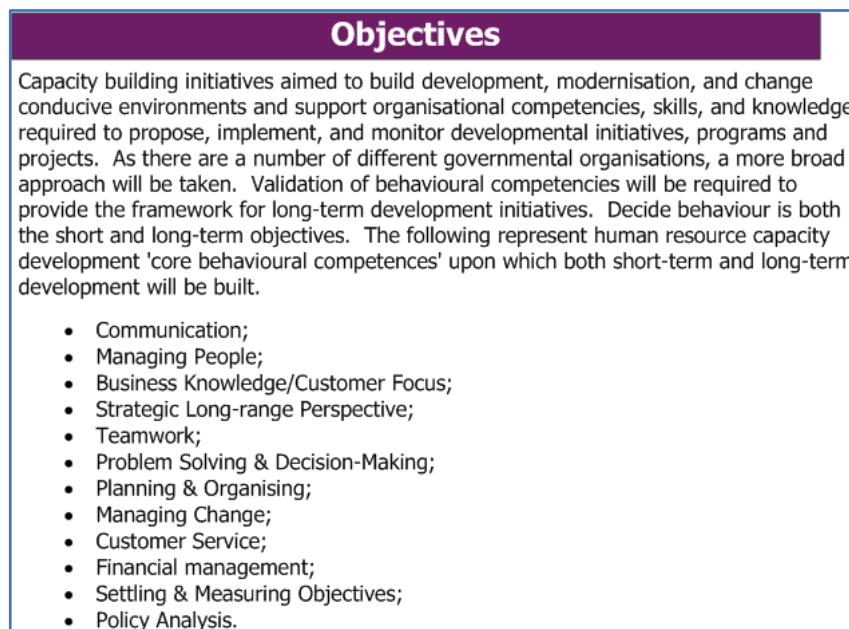 Objectives
Capacity building initiatives aimed to build development, modernisation, and change
conducive environments and support organisational competencies, skills, and knowledge
required to propose, implement, and monitor developmental initiatives, programs and
projects.  As there are a number of different governmental organisations, a more broad
approach will be taken.  Validation of behavioural competencies will be required to
provide the framework for long-term development initiatives.  Decide behaviour is both
the short and long-term objectives.  The following represent human resource capacity
development 'core behavioural competences' upon which both short-term and long-term
development will be built.
• Communication;
• Managing People;
• Business Knowledge/Customer Focus;
• Strategic Long-range Perspective;
• Teamwork;
• Problem Solving & Decision-Making;
• Planning & Organising;
• Managing Change;
• Customer Service;
• Financial management;
• Settling & Measuring Objectives;
• Policy Analysis.